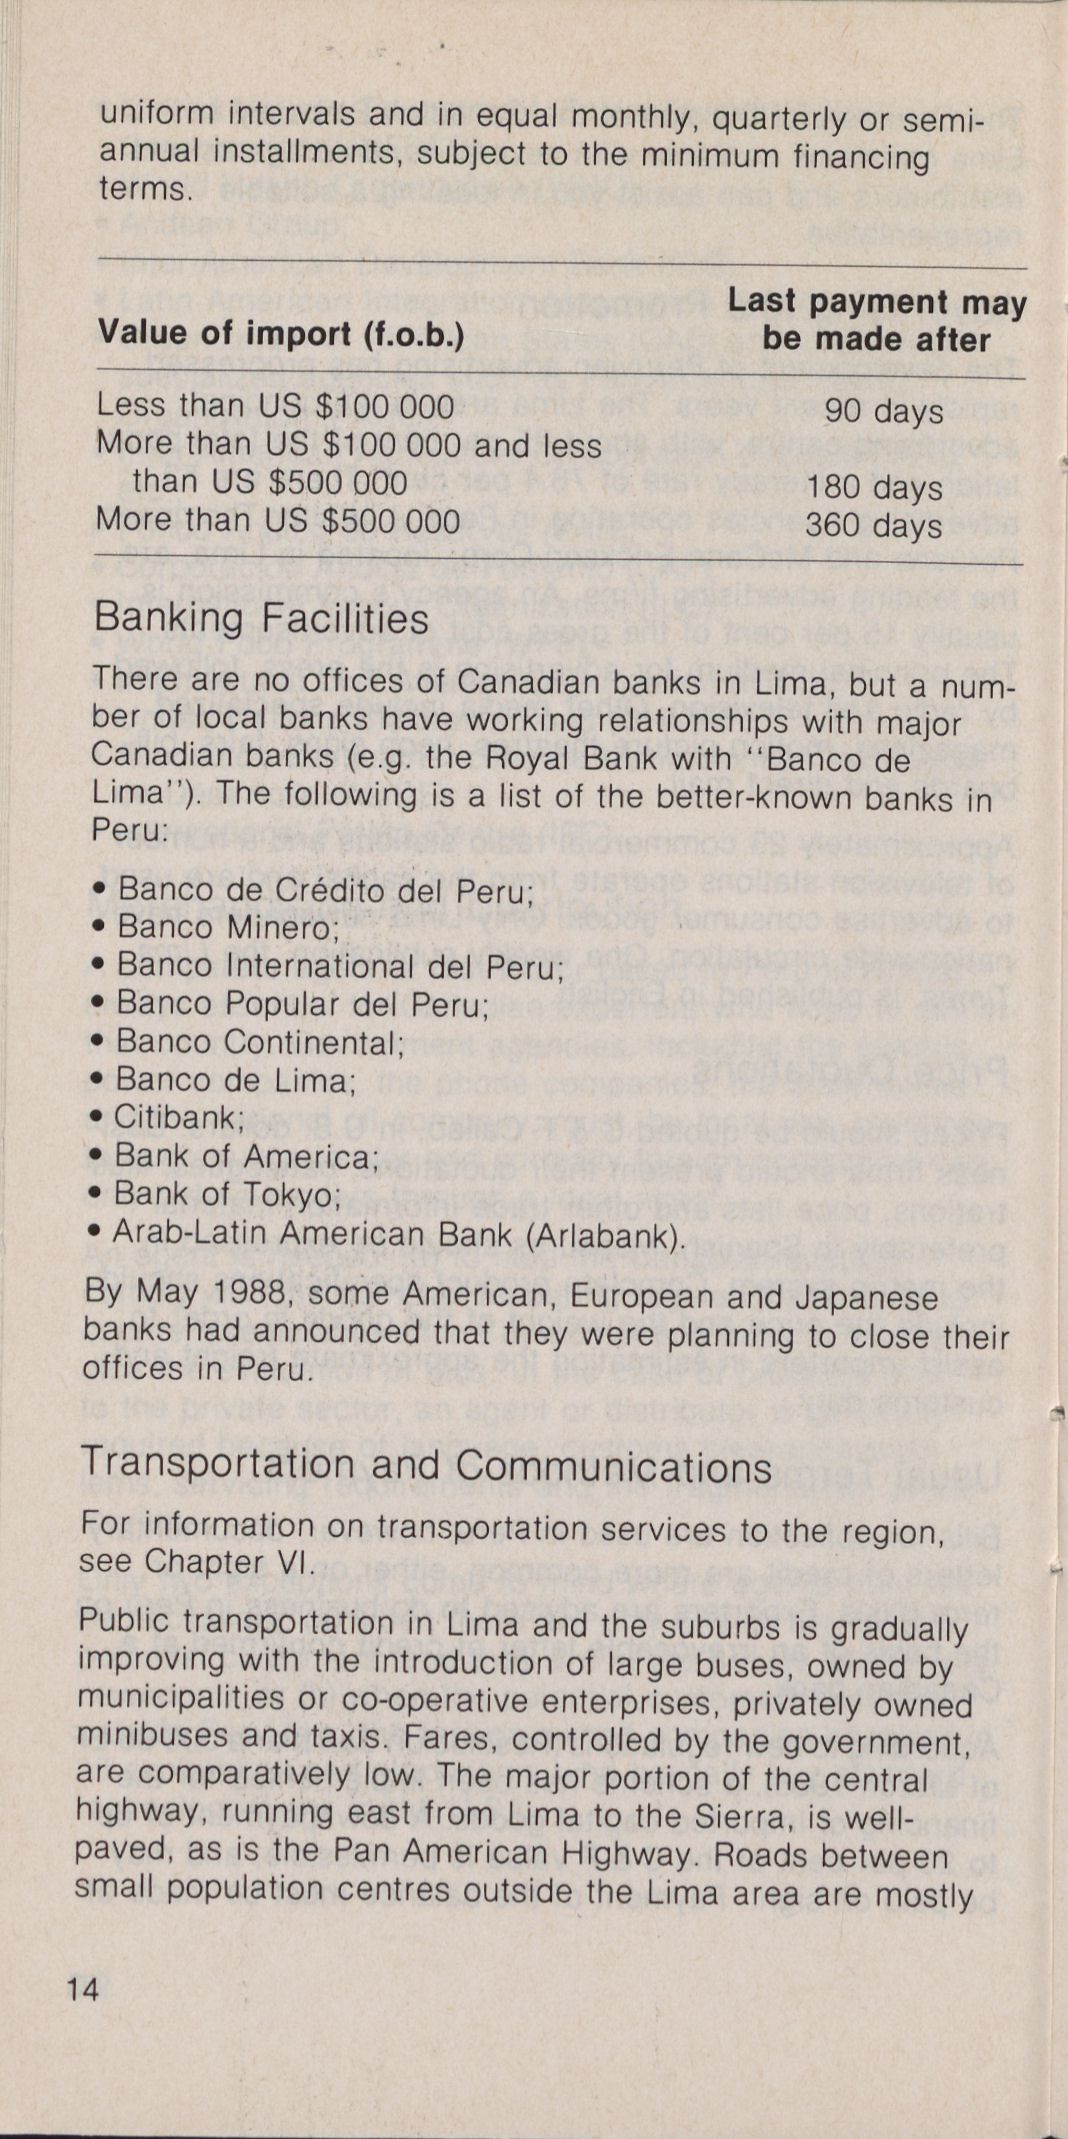 uniform intervals and in equal monthly, quarterly or semi-
annual installments, subject to the minimum financing
terms.
Value of import (f.o.b.) Last payment may
be made after
Less than US $100 000 90 days
More than US $100 000 and less
than US $500 000 180 days
More than US $500 000 360 days
Banking Facilities
There are no offices of Canadian banks in Lima, but a num-
ber of local banks have working relationships with major
Canadian banks (e.g. the Royal Bank with "Banco de
Lima"). The following is a list of the better-known banks in
Peru:
• Banco de Crédito del Peru;
• Banco Minero;
• Banco International del Peru;
• Banco Popular del Peru;
• Banco Continental;
• Banco de Lima;
• Citibank;
• Bank of America;
• Bank of Tokyo;
• Arab-Latin American Bank (Arlabank).
By May 1988, some American, European and Japanese
banks had announced that they were planning to close their
offices in Peru.
Transportation and Communications
For information on transportation services to the region,
see Chapter VI.
Public transportation in Lima and the suburbs is gradually
improving with the introduction of large buses, owned by
municipalities or co-operative enterprises, privately owned
minibuses and taxis. Fares, controlled by the government,
are comparatively low. The major portion of the central
highway, running east from Lima to the Sierra, is well-
paved, as is the Pan American Highway. Roads between
small population centres outside the Lima area are mostly
14